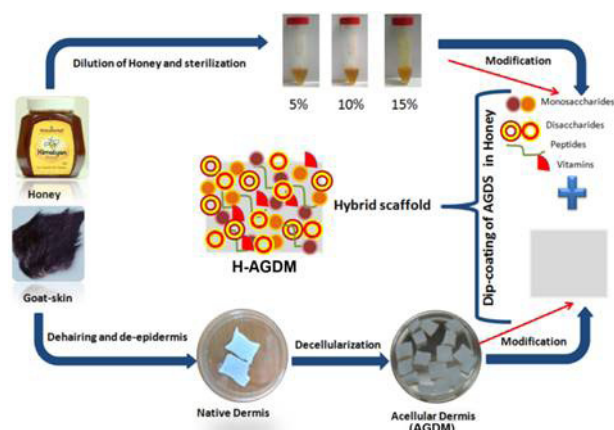 Dilution of Honey and sterilization
5%
10%
15%
Modification
Monosaccharides
Disaccharides
Peptides
Vitamins
Dip-coating of AGDS in Honey
Himalayan
Honey
Hybrid scaffold
H-AGDM
Goat-skin
Dehairing and de-epidermis
Native Dermis
Decellularization
Acellular Dermis
(AGDM)
Modification